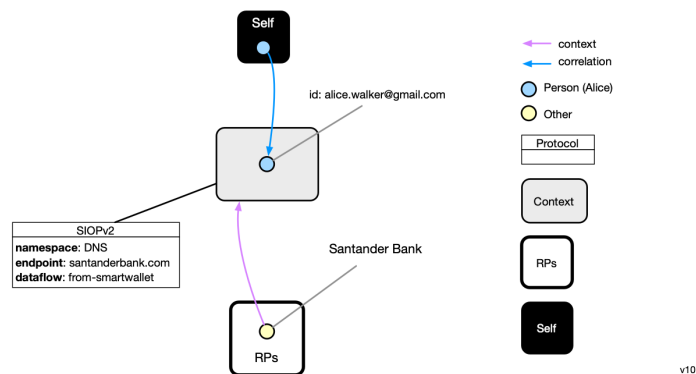 Self
id: alice.walker@gmail.com
SIOPv2
namespace: DNS
endpoint: santanderbank.com
dataflow: from-smartwallet
Santander Bank
RPs
context
correlation
Person (Alice)
Other
Protocol
Context
RPs
Self
v10